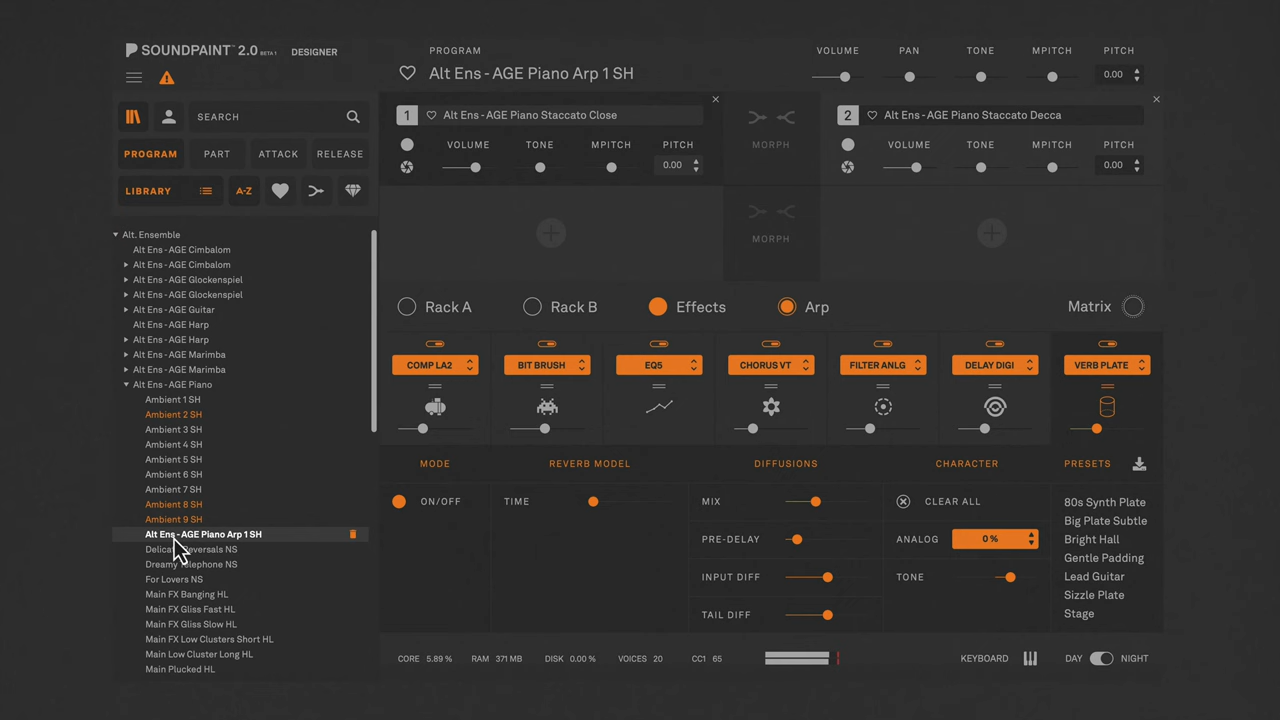 SOUNDPAINT™ 2.0 BETA 1 DESIGNER
PROGRAM
Alt Ens - AGE Piano Arp 1 SH
VOLUME PAN TONE MPITCH PITCH
0.00
SEARCH
PROGRAM PART ATTACK RELEASE
LIBRARY A-Z
1 Alt Ens - AGE Piano Staccato Close
VOLUME TONE MPITCH PITCH
0.00
MORPH
2 Alt Ens - AGE Piano Staccato Decca
VOLUME TONE MPITCH PITCH
0.00
MORPH
Alt. Ensemble
Alt Ens - AGE Cimbalom
Alt Ens - AGE Cimbalom
Alt Ens - AGE Glockenspiel
Alt Ens - AGE Glockenspiel
Alt Ens - AGE Guitar
Alt Ens - AGE Harp
Alt Ens - AGE Harp
Alt Ens - AGE Marimba
Alt Ens - AGE Marimba
Alt Ens - AGE Piano
Ambient 1 SH
Ambient 2 SH
Ambient 3 SH
Ambient 4 SH
Ambient 5 SH
Ambient 6 SH
Ambient 7 SH
Ambient 8 SH
Ambient 9 SH
Alt Ens - AGE Piano Arp 1 SH
Reversals NS
Dreamy Telephone NS
For Lovers NS
Main FX Banging HL
Main FX Gliss Fast HL
Main FX Gliss Slow HL
Main FX Low Clusters Short HL
Main Low Cluster Long HL
Main Plucked HL
Rack A Rack B Effects Arp Matrix
COMP LA2 BIT BRUSH EQ5 CHORUS VT FILTER ANLG DELAY DIGI VERB PLATE
MODE REVERB MODEL DIFFUSIONS CHARACTER PRESETS
ON/OFF TIME MIX CLEAR ALL
PRE-DELAY ANALOG 0 %
INPUT DIFF TONE
TAIL DIFF
80s Synth Plate
Big Plate Subtle
Bright Hall
Gentle Padding
Lead Guitar
Sizzle Plate
Stage
CORE 5.89 % RAM 371 MB DISK 0.00 % VOICES 20 CC1 65 KEYBOARD DAY NIGHT